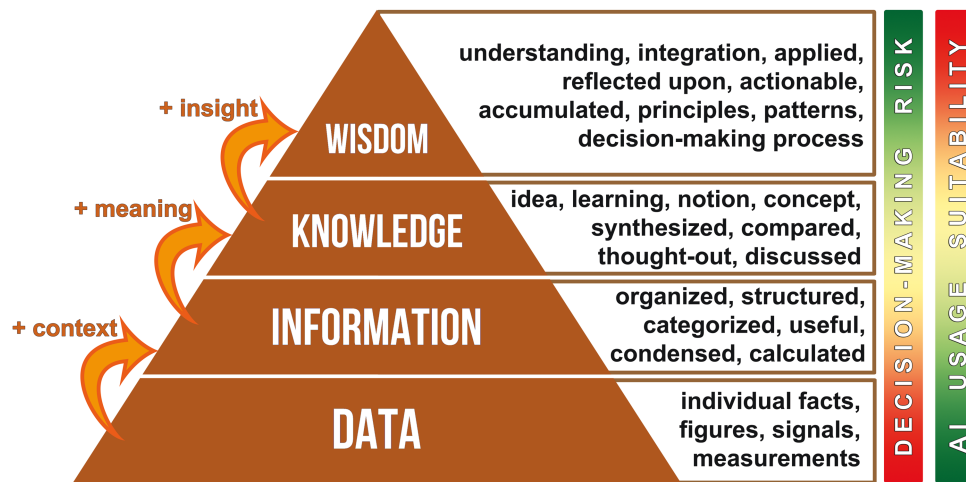 understanding, integration, applied,
reflected upon, actionable,
accumulated, principles, patterns,
decision-making process
+ insight
WISDOM
+ meaning
idea, learning, notion, concept,
synthesized, compared,
thought-out, discussed
KNOWLEDGE
+ context
organized, structured,
categorized, useful,
condensed, calculated
INFORMATION
individual facts,
figures, signals,
measurements
DATA
DECISION-MAKING RISK
AI USAGE SUITABILITY